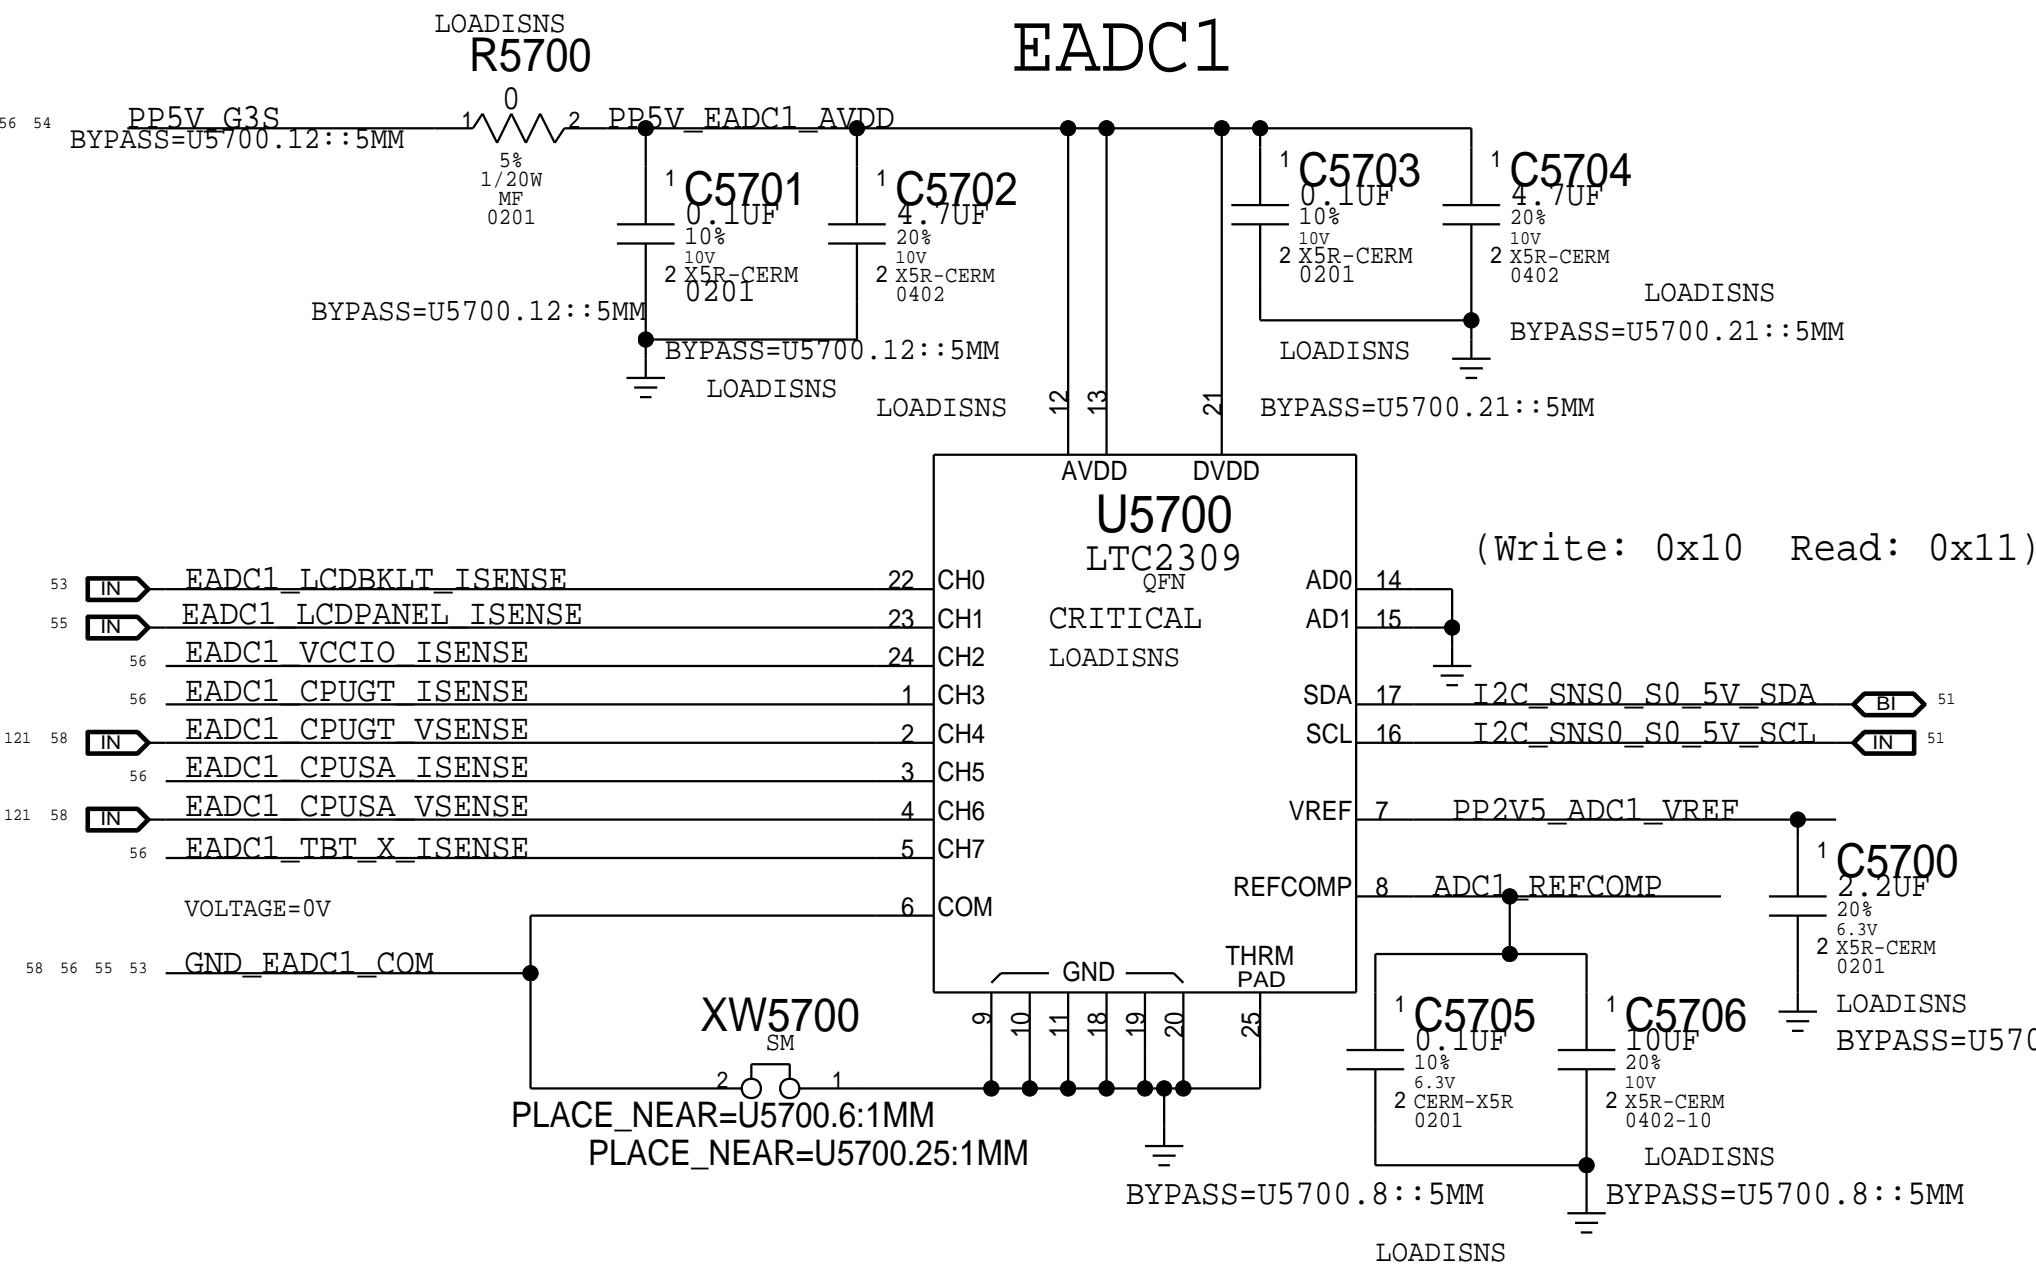 EADC1
LOADISNS
R5700
0
56 54
PP5V_G3S
1
2
PP5V_EADC1_AVDD
BYPASS=U5700.12::5MM
5%
1/20W
MF
0201
1
C5701
0.1UF
10%
10V
2 X5R-CERM
0201
1
C5702
4.7UF
20%
10V
2 X5R-CERM
0402
1
C5703
0.1UF
10%
10V
2 X5R-CERM
0201
1
C5704
4.7UF
20%
10V
2 X5R-CERM
0402
BYPASS=U5700.12::5MM
BYPASS=U5700.12::5MM
LOADISNS
LOADISNS
LOADISNS
BYPASS=U5700.21::5MM
LOADISNS
BYPASS=U5700.21::5MM
12
13
21
AVDD
DVDD
U5700
LTC2309
QFN
CRITICAL
LOADISNS
(Write: 0x10 Read: 0x11)
53 IN EADC1_LCDBKLT_ISENSE 22 CH0
55 IN EADC1_LCDPANEL_ISENSE 23 CH1
56 EADC1_VCCIO_ISENSE 24 CH2
56 EADC1_CPUGT_ISENSE 1 CH3
121 58 IN EADC1_CPUGT_VSENSE 2 CH4
56 EADC1_CPUSA_ISENSE 3 CH5
121 58 IN EADC1_CPUSA_VSENSE 4 CH6
56 EADC1_TBT_X_ISENSE 5 CH7
VOLTAGE=0V
6 COM
58 56 55 53 GND_EADC1_COM
AD0 14
AD1 15
SDA 17 I2C_SNS0_S0_5V_SDA BI 51
SCL 16 I2C_SNS0_S0_5V_SCL IN 51
VREF 7 PP2V5_ADC1_VREF
REFCOMP 8 ADC1_REFCOMP
GND
THRM
PAD
9
10
11
18
19
20
25
1
C5700
2.2UF
20%
6.3V
2 X5R-CERM
0201
LOADISNS
BYPASS=U570
XW5700
SM
2
1
PLACE_NEAR=U5700.6:1MM
PLACE_NEAR=U5700.25:1MM
1
C5705
0.1UF
10%
6.3V
2 CERM-X5R
0201
1
C5706
10UF
20%
10V
2 X5R-CERM
0402-10
LOADISNS
BYPASS=U5700.8::5MM
BYPASS=U5700.8::5MM
LOADISNS